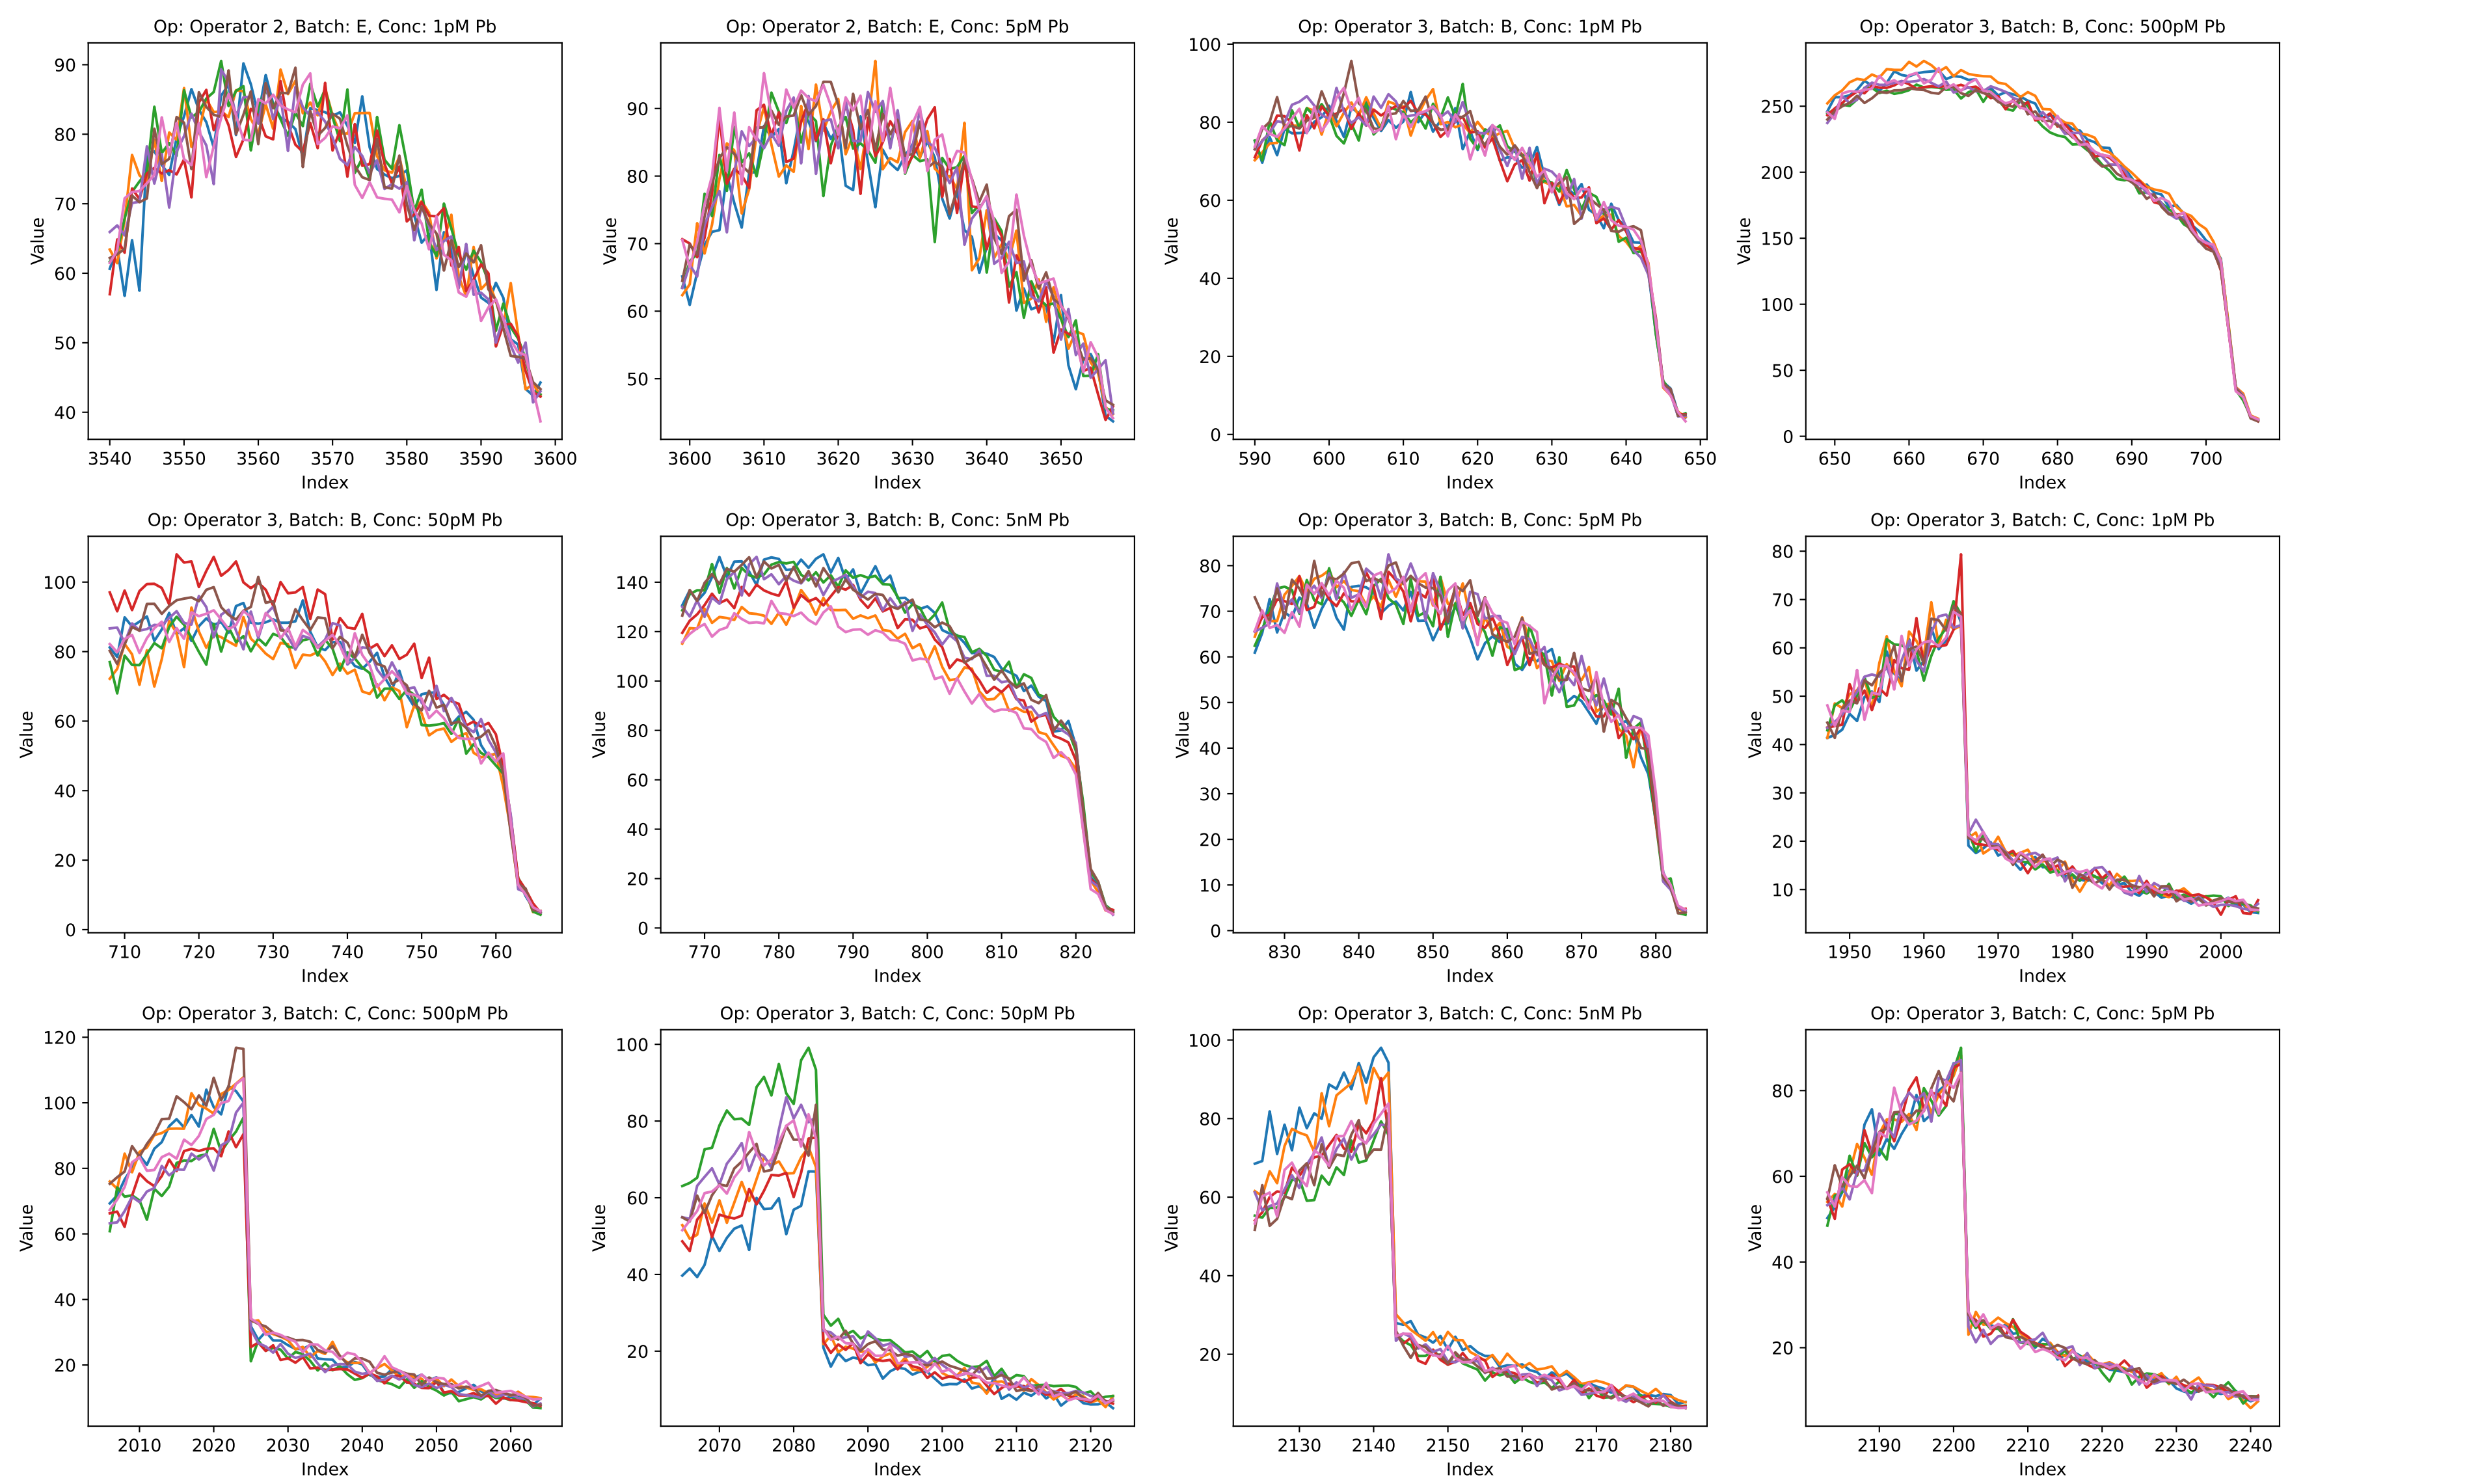 Op: Operator 2, Batch: E, Conc: 1pM Pb
Value
90
80
70
60
50
40
3540 3550 3560 3570 3580 3590 3600
Index
Op: Operator 2, Batch: E, Conc: 5pM Pb
Value
90
80
70
60
50
3600 3610 3620 3630 3640 3650
Index
Op: Operator 3, Batch: B, Conc: 1pM Pb
Value
100
80
60
40
20
0
590 600 610 620 630 640 650
Index
Op: Operator 3, Batch: B, Conc: 500pM Pb
Value
250
200
150
100
50
0
650 660 670 680 690 700
Index
Op: Operator 3, Batch: B, Conc: 50pM Pb
Value
100
80
60
40
20
0
710 720 730 740 750 760
Index
Op: Operator 3, Batch: B, Conc: 5nM Pb
Value
140
120
100
80
60
40
20
0
770 780 790 800 810 820
Index
Op: Operator 3, Batch: B, Conc: 5pM Pb
Value
80
70
60
50
40
30
20
10
0
830 840 850 860 870 880
Index
Op: Operator 3, Batch: C, Conc: 1pM Pb
Value
80
70
60
50
40
30
20
10
1950 1960 1970 1980 1990 2000
Index
Op: Operator 3, Batch: C, Conc: 500pM Pb
Value
120
100
80
60
40
20
2010 2020 2030 2040 2050 2060
Index
Op: Operator 3, Batch: C, Conc: 50pM Pb
Value
100
80
60
40
20
2070 2080 2090 2100 2110 2120
Index
Op: Operator 3, Batch: C, Conc: 5nM Pb
Value
100
80
60
40
20
2130 2140 2150 2160 2170 2180
Index
Op: Operator 3, Batch: C, Conc: 5pM Pb
Value
80
60
40
20
2190 2200 2210 2220 2230 2240
Index